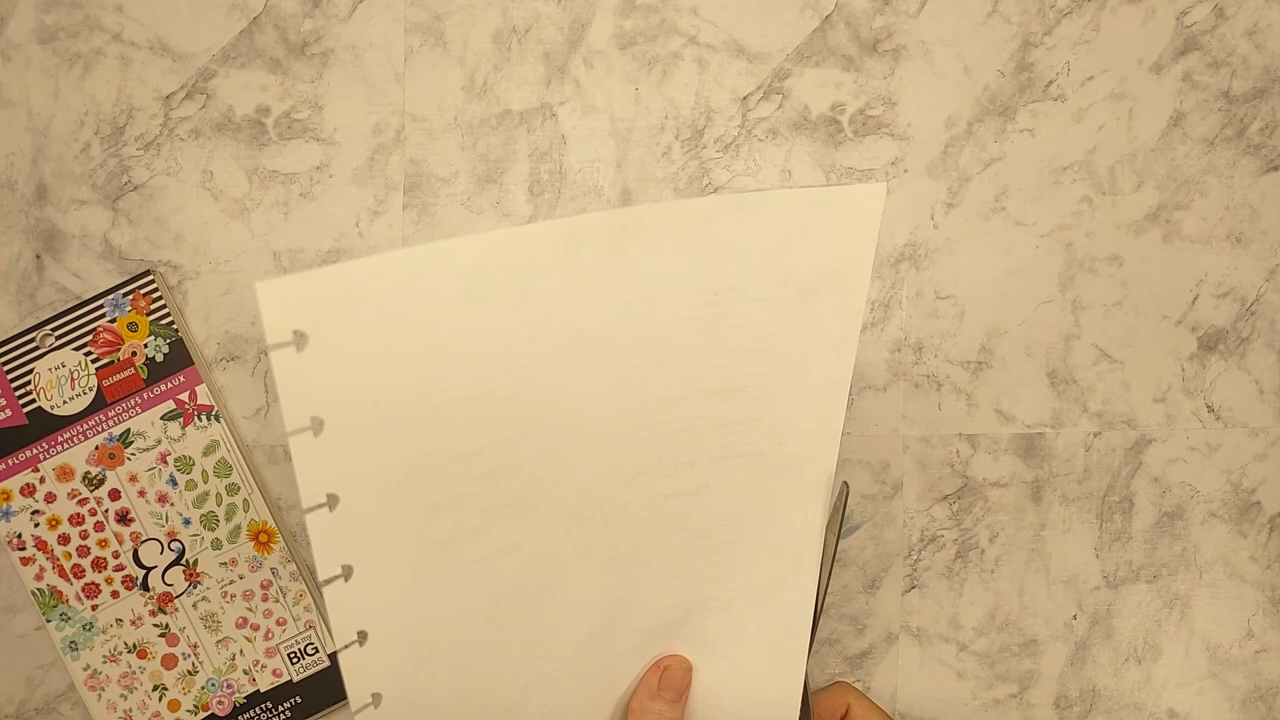 THE
happy
PLANNER
CLEARANCE
N FLORALS • AMUSANTS MOTIFS FLORAUX
FLORALES DIVERTIDOS
&
me & my
BIG
ideas
SHEETS